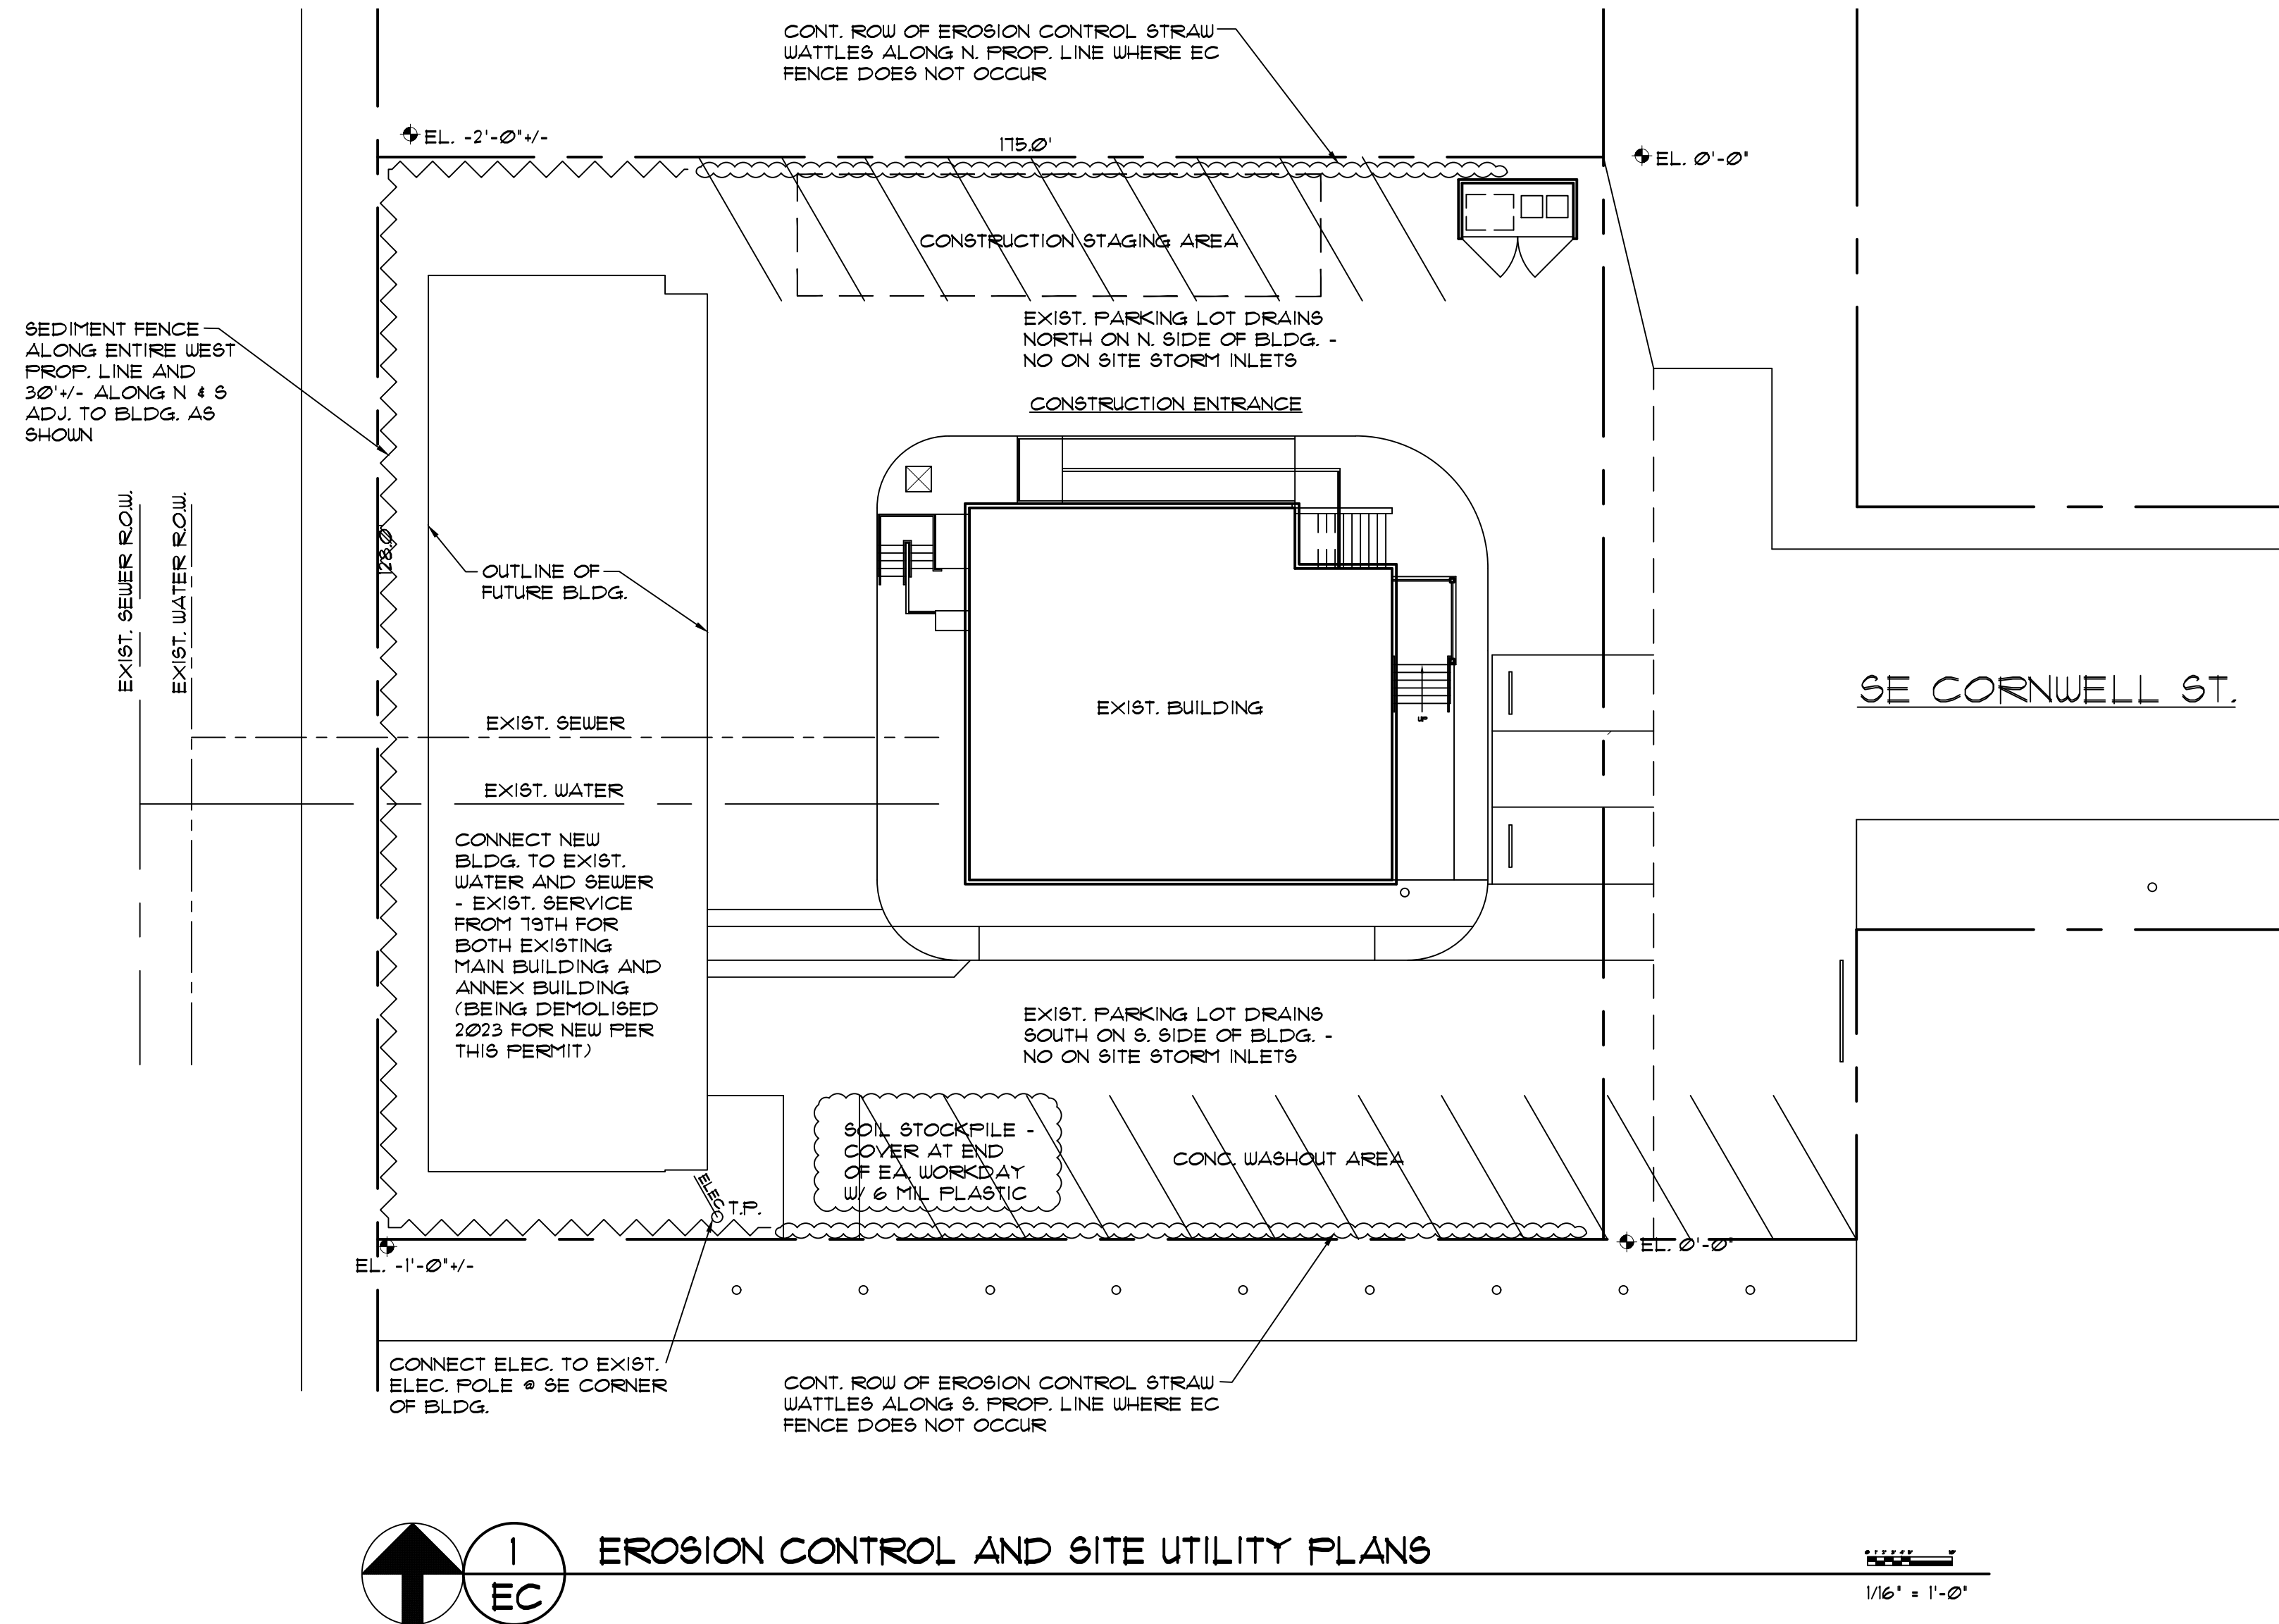 CONT. ROW OF EROSION CONTROL STRAW
WATTLES ALONG N. PROP. LINE WHERE EC
FENCE DOES NOT OCCUR
EL. -2'-0"+/-
175.0'
EL. 0'-0"
CONSTRUCTION STAGING AREA
EXIST. PARKING LOT DRAINS
NORTH ON N. SIDE OF BLDG. -
NO ON SITE STORM INLETS
CONSTRUCTION ENTRANCE
SEDIMENT FENCE
ALONG ENTIRE WEST
PROP. LINE AND
30'+/- ALONG N & S
ADJ. TO BLDG. AS
SHOWN
EXIST. SEWER R.O.W.
EXIST. WATER R.O.W.
128.0'
OUTLINE OF
FUTURE BLDG.
EXIST. SEWER
EXIST. WATER
CONNECT NEW
BLDG. TO EXIST.
WATER AND SEWER
- EXIST. SERVICE
FROM 79TH FOR
BOTH EXISTING
MAIN BUILDING AND
ANNEX BUILDING
(BEING DEMOLISED
2023 FOR NEW PER
THIS PERMIT)
EXIST. BUILDING
UP
SE CORNWELL ST.
EXIST. PARKING LOT DRAINS
SOUTH ON S. SIDE OF BLDG. -
NO ON SITE STORM INLETS
SOIL STOCKPILE -
COVER AT END
OF EA. WORKDAY
W/ 6 MIL PLASTIC
CONC. WASHOUT AREA
ELEC.
T.P.
EL. -1'-0"+/-
EL. 0'-0"
CONNECT ELEC. TO EXIST.
ELEC. POLE @ SE CORNER
OF BLDG.
CONT. ROW OF EROSION CONTROL STRAW
WATTLES ALONG S. PROP. LINE WHERE EC
FENCE DOES NOT OCCUR
1
EC
EROSION CONTROL AND SITE UTILITY PLANS
1/16" = 1'-0"